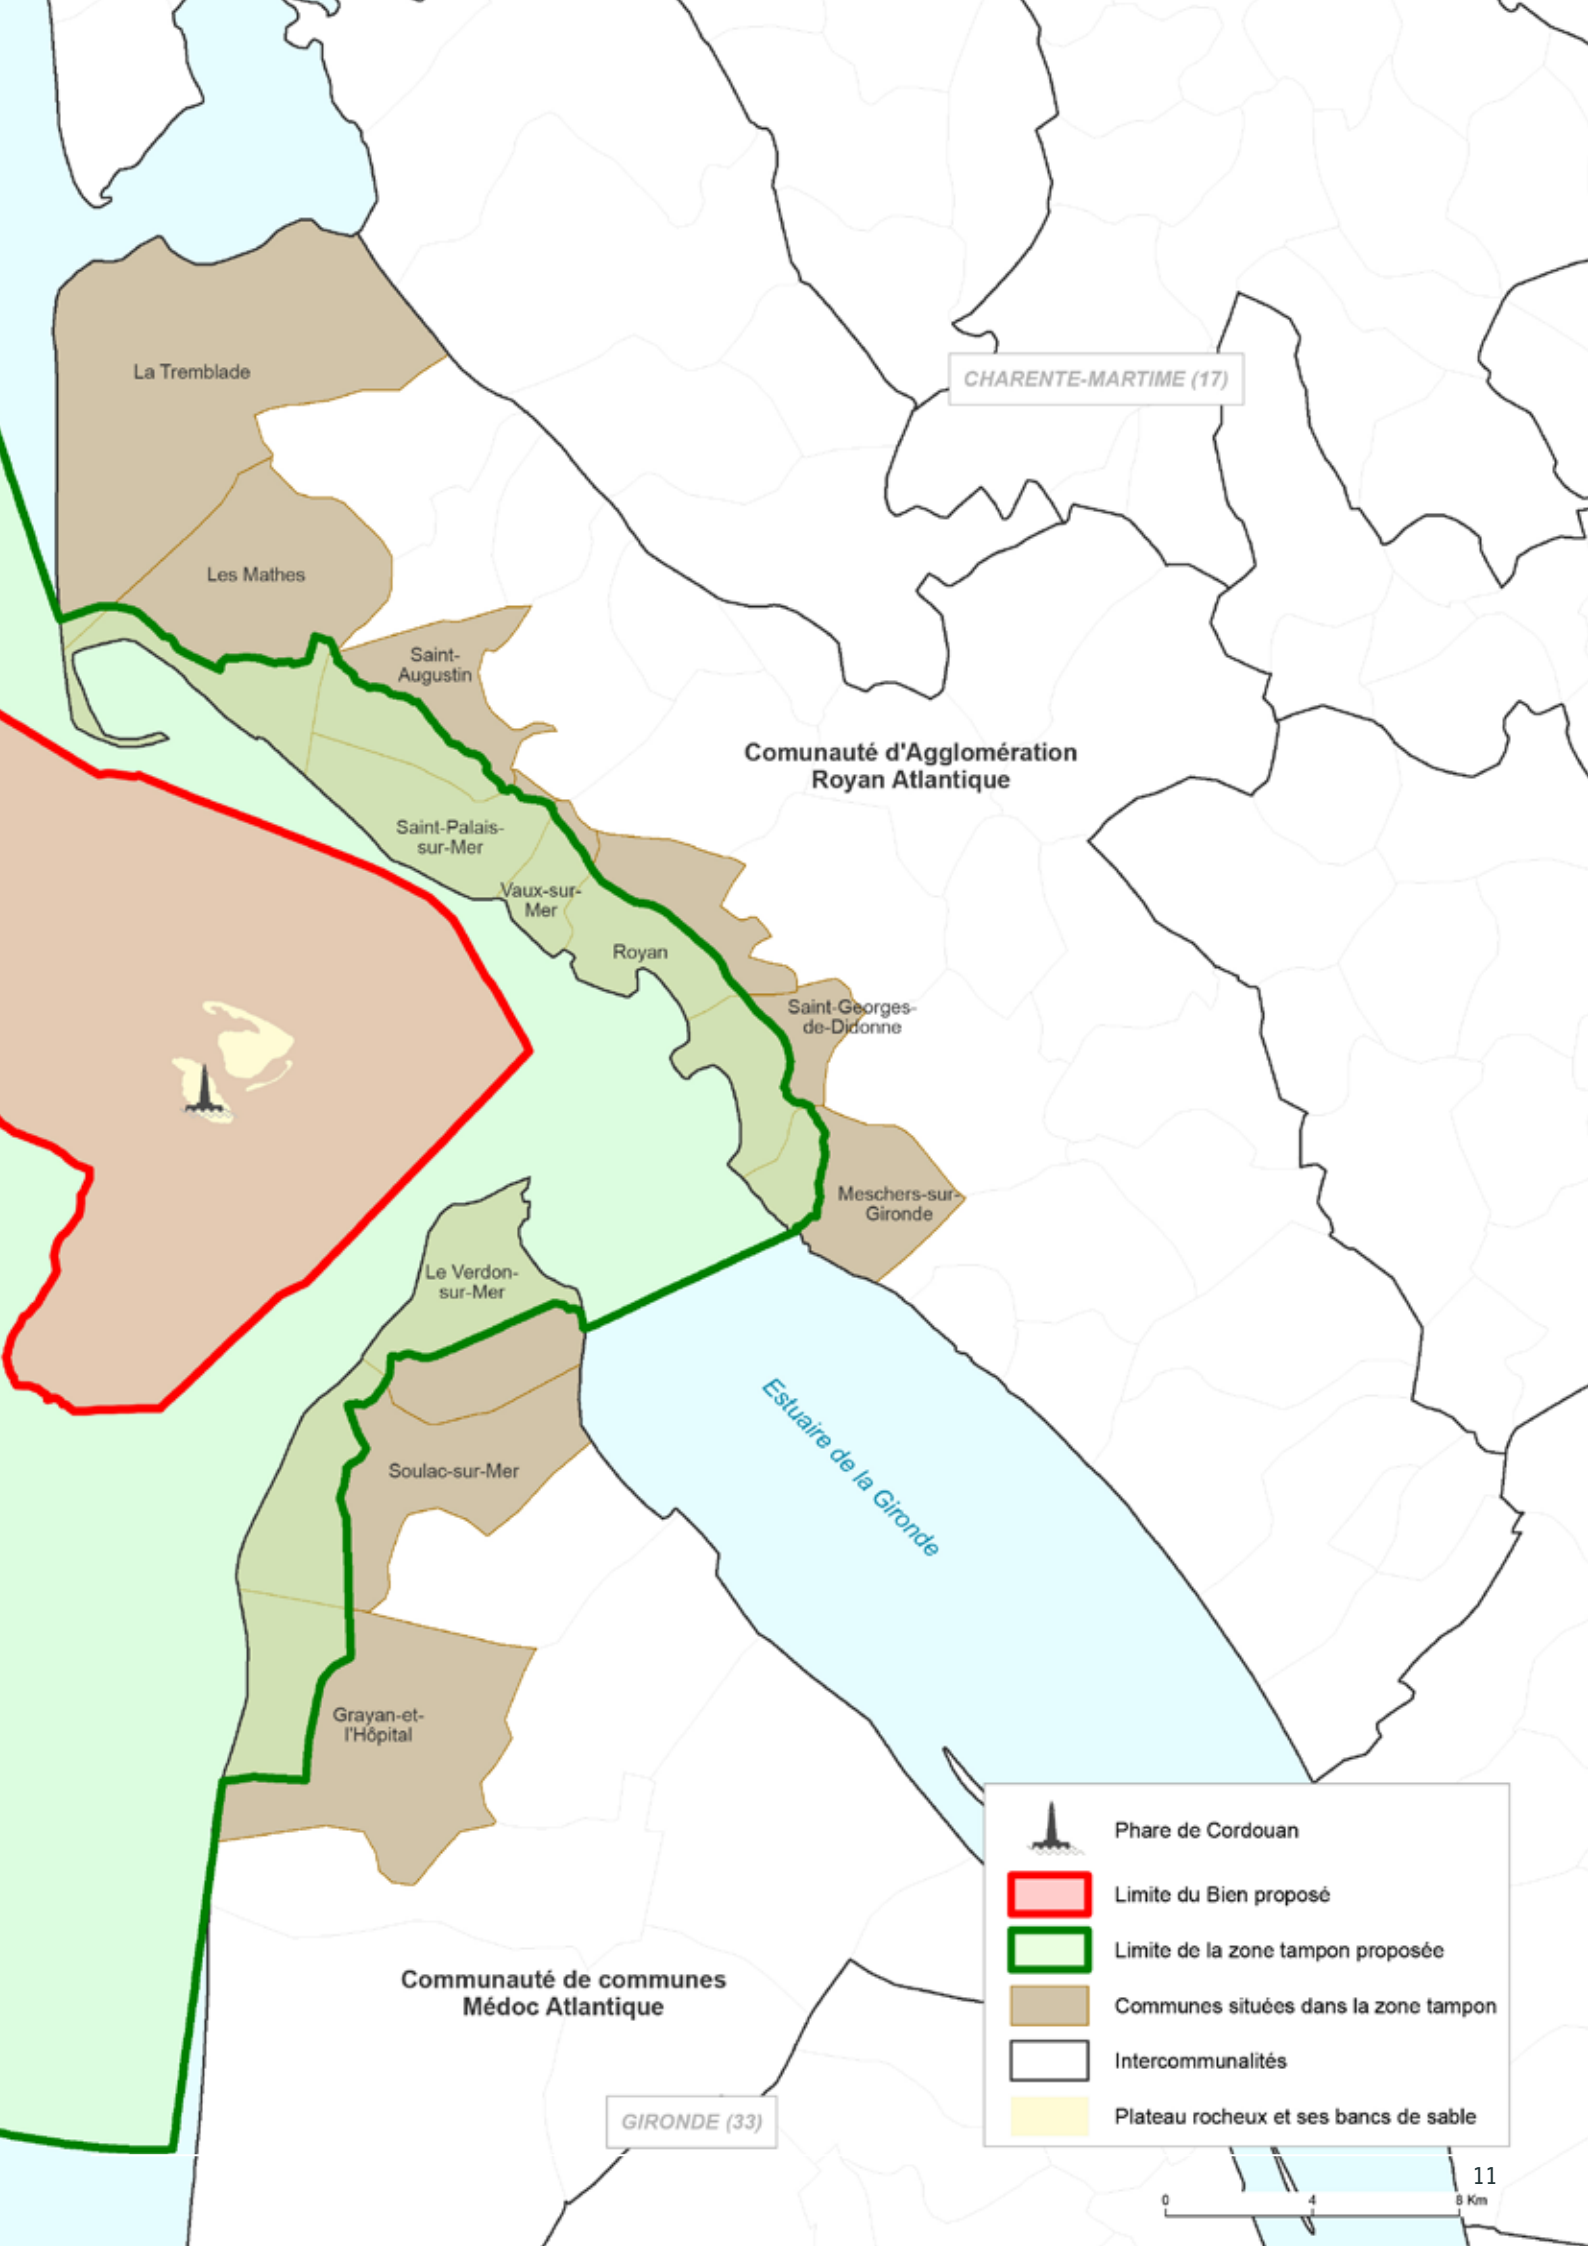 La Tremblade
CHARENTE-MARTIME (17)
Les Mathes
Saint-
Augustin
Comunauté d'Agglomération
Royan Atlantique
Saint-Palais-
sur-Mer
Vaux-sur-
Mer
Royan
Saint-Georges-
de-Didonne
Meschers-sur-
Gironde
Le Verdon-
sur-Mer
Estuaire de la Gironde
Soulac-sur-Mer
Grayan-et-
l'Hôpital
Communauté de communes
Médoc Atlantique
GIRONDE (33)
Phare de Cordouan
Limite du Bien proposé
Limite de la zone tampon proposée
Communes situées dans la zone tampon
Intercommunalités
Plateau rocheux et ses bancs de sable
11
0 4 8 Km